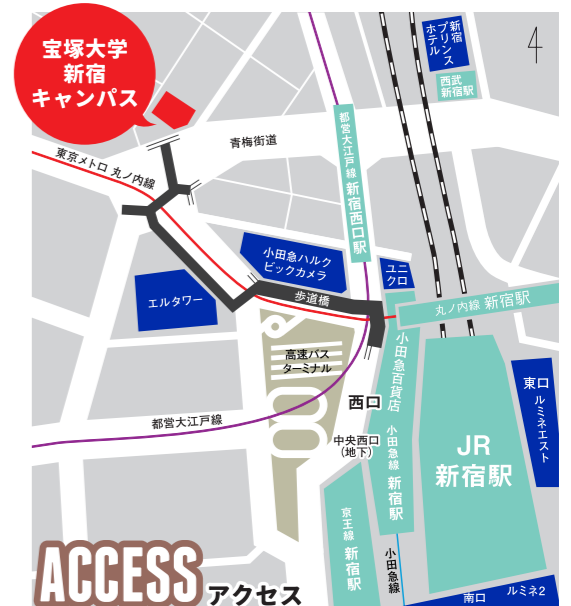 宝塚大学
新宿
キャンパス
新宿
プリンス
ホテル
4
西武
新宿駅
青梅街道
東京メトロ 丸ノ内線
都営大江戸線 新宿西口駅
小田急ハルク
ビックカメラ
ユニ
クロ
エルタワー
歩道橋
丸ノ内線 新宿駅
高速バス
ターミナル
小田急百貨店
西口
東口 ルミネエスト
都営大江戸線
中央西口
(地下)
小田急線 新宿駅
JR
新宿駅
京王線 新宿駅
小田急線
ACCESS アクセス
南口 ルミネ2